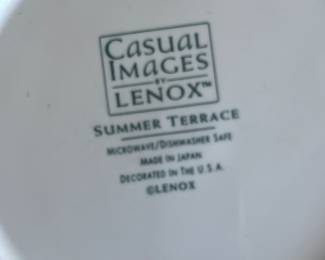 CASUAL
IMAGES
BY
LENOX™
SUMMER TERRACE
MICROWAVE/DISHWASHER SAFE
MADE IN JAPAN
DECORATED IN THE U.S.A.
©LENOX